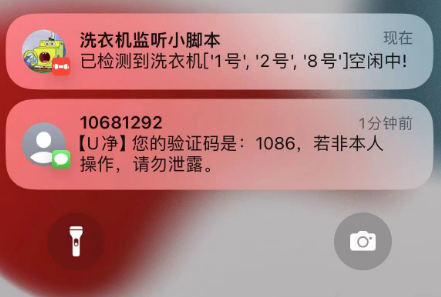 洗衣机监听小脚本 现在
已检测到洗衣机['1号', '2号', '8号']空闲中!
10681292 1分钟前
【U净】您的验证码是：1086，若非本人
操作，请勿泄露。